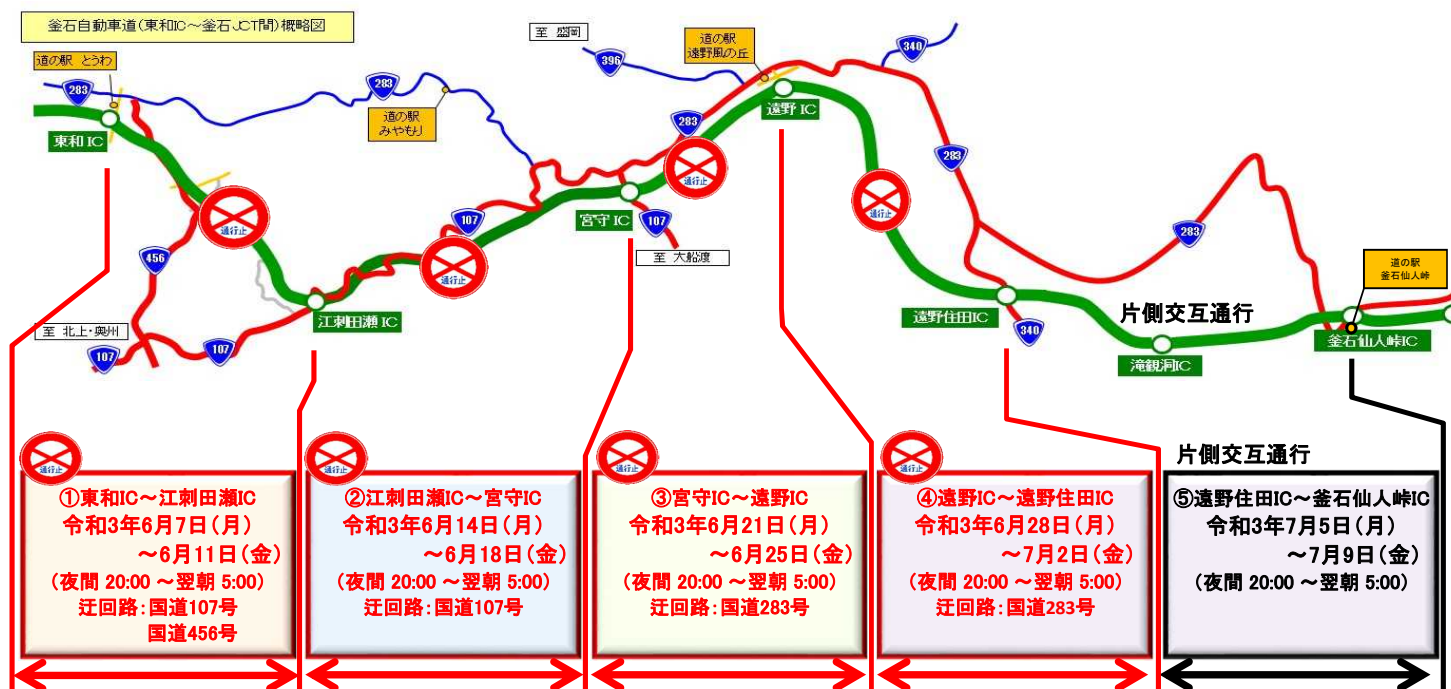 釜石自動車道(東和IC～釜石JCT間)概略図
至 盛岡
道の駅
遠野風の丘
340
道の駅 とうわ
396
283
283
道の駅
みやもり
283
遠野 IC
東和 IC
通行止
283
通行止
通行止
宮守 IC
107
107
283
456
通行止
至 大船渡
道の駅
釜石仙人峠
江刺田瀬 IC
遠野住田IC
片側交互通行
至 北上・奥州
340
釜石仙人峠IC
107
107
滝観洞IC
通行止
①東和IC～江刺田瀬IC
令和3年6月7日(月)
～6月11日(金)
(夜間 20:00 ～翌朝 5:00)
迂回路:国道107号
国道456号
通行止
②江刺田瀬IC～宮守IC
令和3年6月14日(月)
～6月18日(金)
(夜間 20:00 ～翌朝 5:00)
迂回路:国道107号
通行止
③宮守IC～遠野IC
令和3年6月21日(月)
～6月25日(金)
(夜間 20:00 ～翌朝 5:00)
迂回路:国道283号
通行止
④遠野IC～遠野住田IC
令和3年6月28日(月)
～7月2日(金)
(夜間 20:00 ～翌朝 5:00)
迂回路:国道283号
片側交互通行
⑤遠野住田IC～釜石仙人峠IC
令和3年7月5日(月)
～7月9日(金)
(夜間 20:00 ～翌朝 5:00)